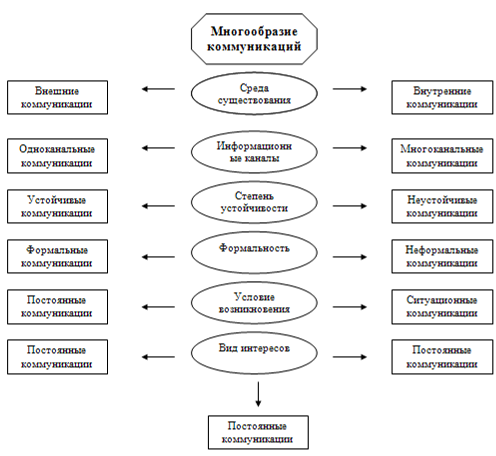 Многообразие
коммуникаций
Внешние
коммуникации
Среда
существования
Внутренние
коммуникации
Одноканальные
коммуникации
Информационн
ые каналы
Многоканальные
коммуникации
Устойчивые
коммуникации
Степень
устойчивости
Неустойчивые
коммуникации
Формальные
коммуникации
Формальность
Неформальные
коммуникации
Постоянные
коммуникации
Условие
возникновения
Ситуационные
коммуникации
Постоянные
коммуникации
Вид интересов
Постоянные
коммуникации
Постоянные
коммуникации